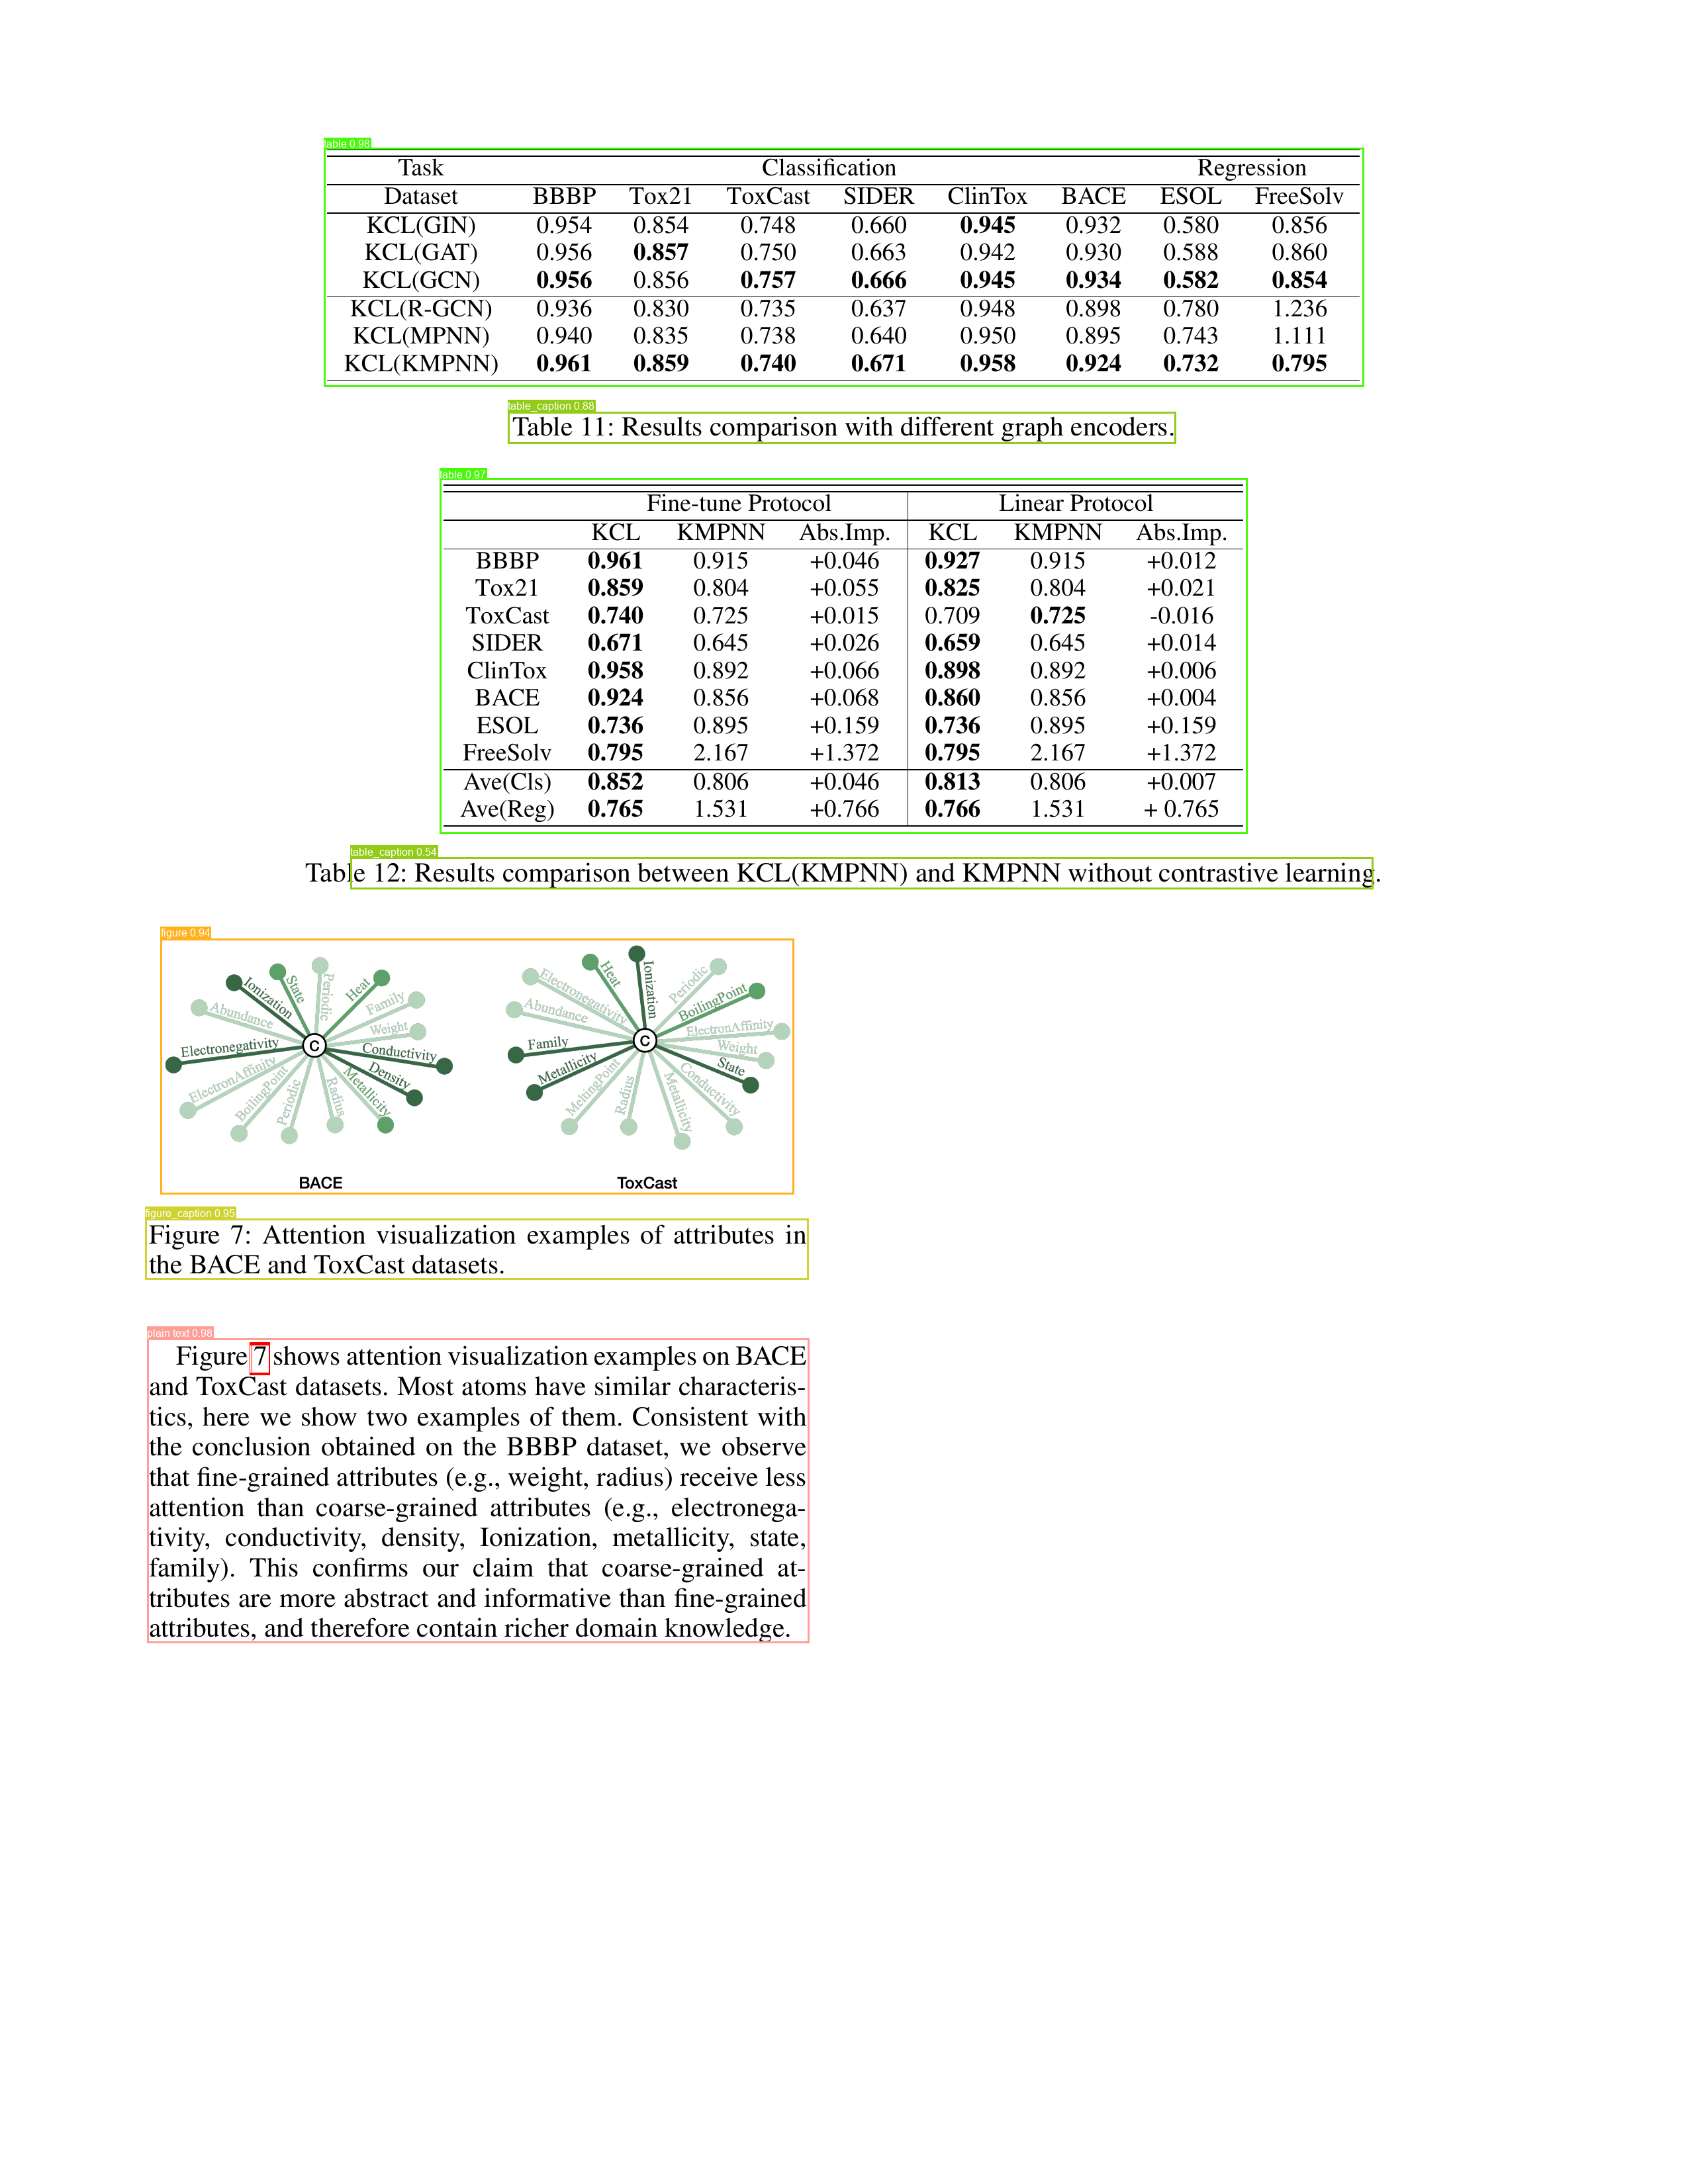 table 0.98
Task Classification Regression
Dataset BBBP Tox21 ToxCast SIDER ClinTox BACE ESOL FreeSolv
KCL(GIN) 0.954 0.854 0.748 0.660 0.945 0.932 0.580 0.856
KCL(GAT) 0.956 0.857 0.750 0.663 0.942 0.930 0.588 0.860
KCL(GCN) 0.956 0.856 0.757 0.666 0.945 0.934 0.582 0.854
KCL(R-GCN) 0.936 0.830 0.735 0.637 0.948 0.898 0.780 1.236
KCL(MPNN) 0.940 0.835 0.738 0.640 0.950 0.895 0.743 1.111
KCL(KMPNN) 0.961 0.859 0.740 0.671 0.958 0.924 0.732 0.795
table_caption 0.88
Table 11: Results comparison with different graph encoders.
table 0.97
Fine-tune Protocol Linear Protocol
KCL KMPNN Abs.Imp. KCL KMPNN Abs.Imp.
BBBP 0.961 0.915 +0.046 0.927 0.915 +0.012
Tox21 0.859 0.804 +0.055 0.825 0.804 +0.021
ToxCast 0.740 0.725 +0.015 0.709 0.725 -0.016
SIDER 0.671 0.645 +0.026 0.659 0.645 +0.014
ClinTox 0.958 0.892 +0.066 0.898 0.892 +0.006
BACE 0.924 0.856 +0.068 0.860 0.856 +0.004
ESOL 0.736 0.895 +0.159 0.736 0.895 +0.159
FreeSolv 0.795 2.167 +1.372 0.795 2.167 +1.372
Ave(Cls) 0.852 0.806 +0.046 0.813 0.806 +0.007
Ave(Reg) 0.765 1.531 +0.766 0.766 1.531 + 0.765
table_caption 0.54
Table 12: Results comparison between KCL(KMPNN) and KMPNN without contrastive learning.
figure 0.94
Periodic
Heat
Family
Weight
Conductivity
Density
Metallicity
Radius
Periodic
BoilingPoint
ElectronAffinity
Electronegativity
Abundance
Ionization
State
C
BACE
Ionization
Periodic
BoilingPoint
ElectronAffinity
Weight
State
Conductivity
Metallicity
Radius
MeltingPoint
Metallicity
Family
Abundance
Electronegativity
Heat
C
ToxCast
figure_caption 0.95
Figure 7: Attention visualization examples of attributes in
the BACE and ToxCast datasets.
plain text 0.98
Figure 7 shows attention visualization examples on BACE
and ToxCast datasets. Most atoms have similar characteris-
tics, here we show two examples of them. Consistent with
the conclusion obtained on the BBBP dataset, we observe
that fine-grained attributes (e.g., weight, radius) receive less
attention than coarse-grained attributes (e.g., electronega-
tivity, conductivity, density, Ionization, metallicity, state,
family). This confirms our claim that coarse-grained at-
tributes are more abstract and informative than fine-grained
attributes, and therefore contain richer domain knowledge.